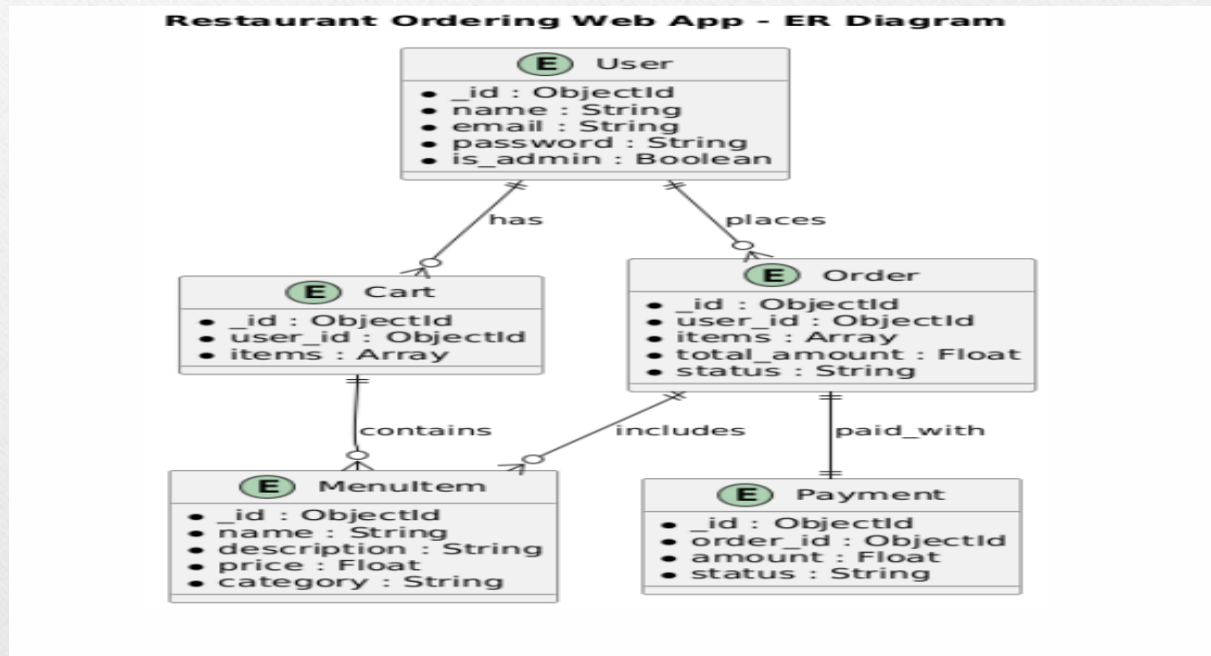 Restaurant Ordering Web App - ER Diagram
E User
_id : ObjectId
name : String
email : String
password : String
is_admin : Boolean
has
places
E Cart
_id : ObjectId
user_id : ObjectId
items : Array
E Order
_id : ObjectId
user_id : ObjectId
items : Array
total_amount : Float
status : String
contains
includes
paid_with
E MenuItem
_id : ObjectId
name : String
description : String
price : Float
category : String
E Payment
_id : ObjectId
order_id : ObjectId
amount : Float
status : String